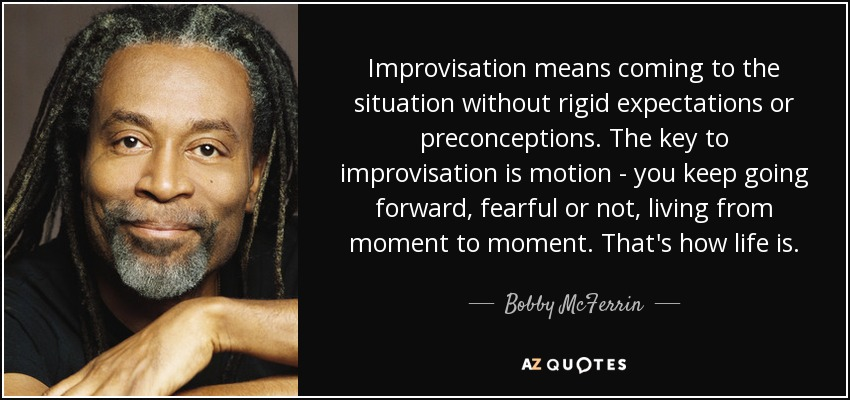 Improvisation means coming to the
situation without rigid expectations or
preconceptions. The key to
improvisation is motion - you keep going
forward, fearful or not, living from
moment to moment. That's how life is.
Bobby McFerrin
AZ QUOTES